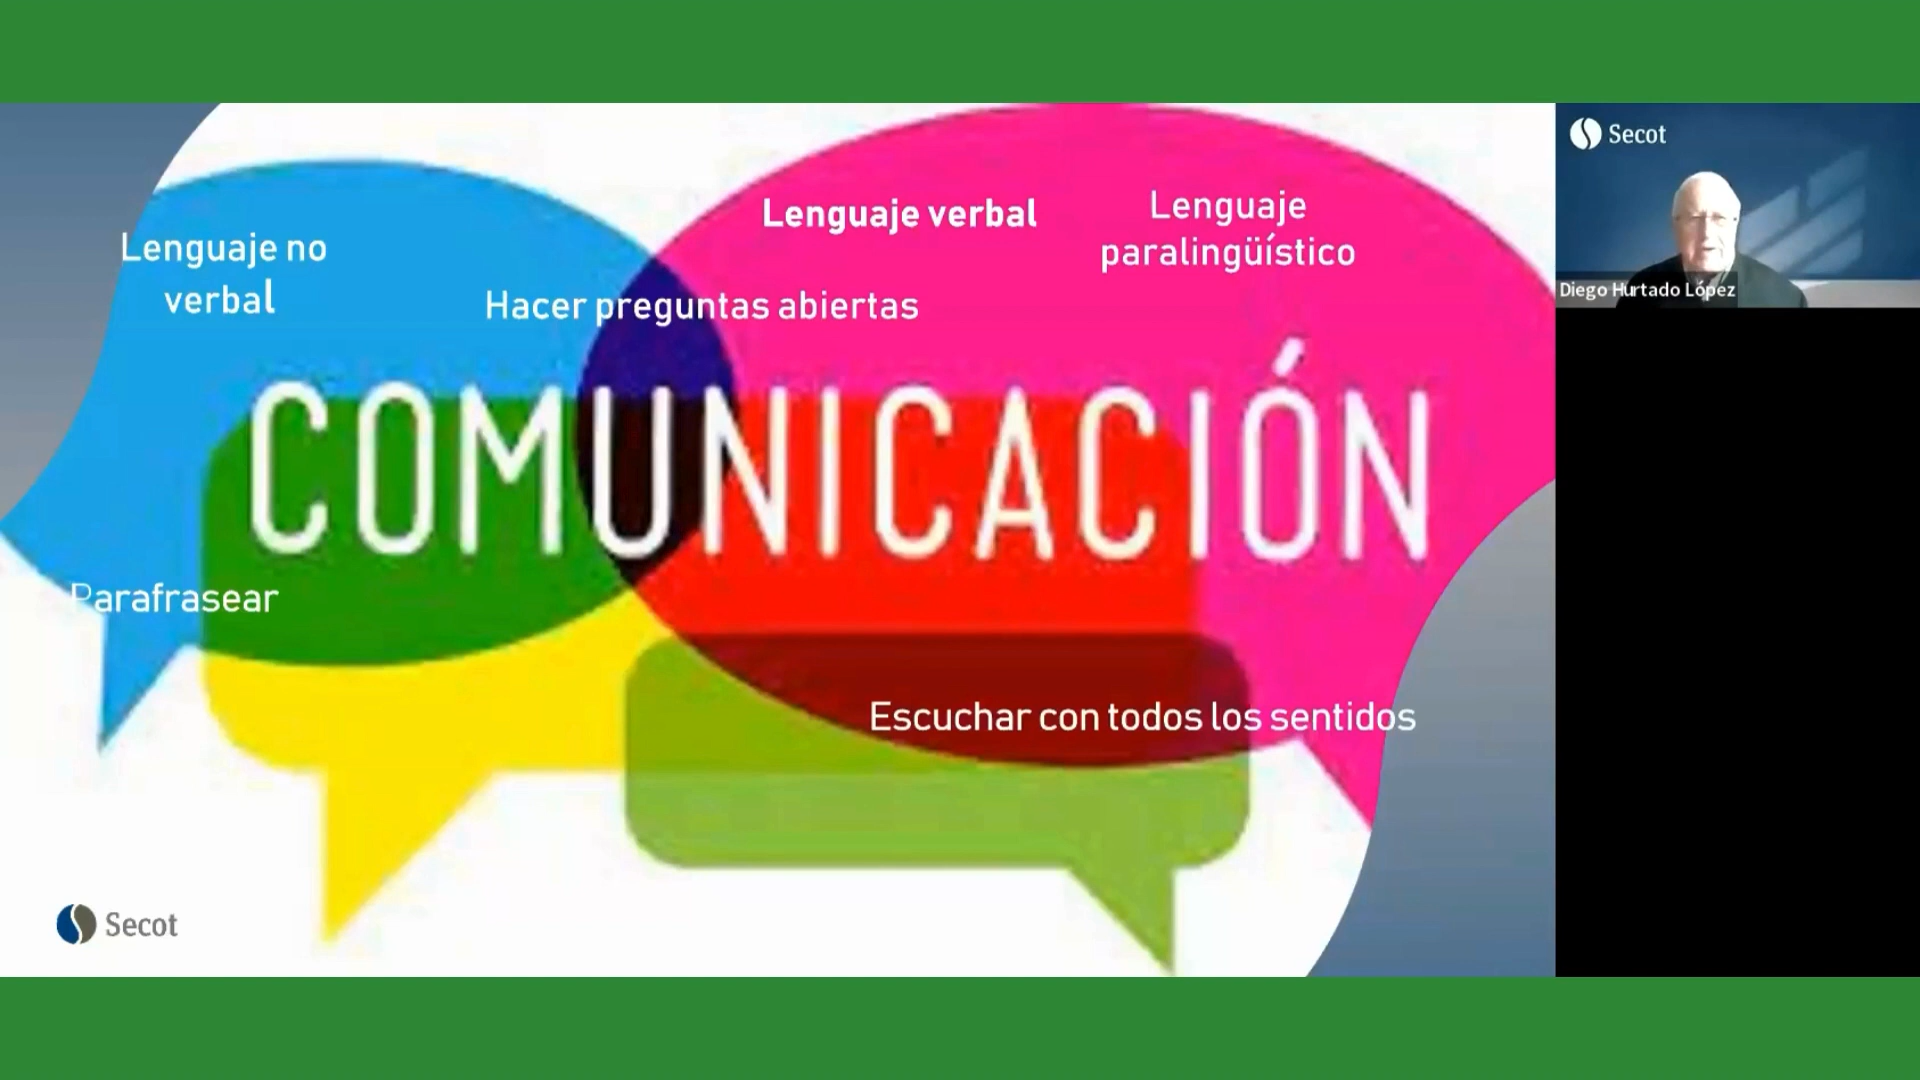 Lenguaje no
verbal
Lenguaje verbal
Lenguaje
paralingüístico
Hacer preguntas abiertas
COMUNICACIÓN
Parafrasear
Escuchar con todos los sentidos
Secot
Secot
Diego Hurtado López